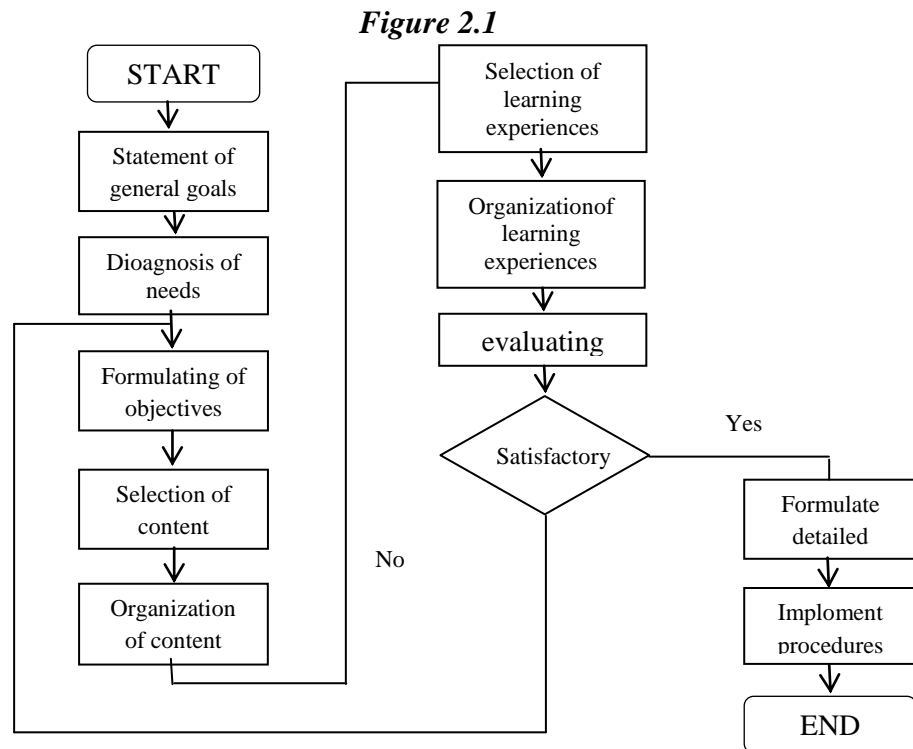 Figure 2.1
START
Statement of
general goals
Dioagnosis of
needs
Formulating of
objectives
Selection of
content
Organization
of content
Selection of
learning
experiences
Organizationof
learning
experiences
evaluating
Satisfactory
No
Yes
Formulate
detailed
Imploment
procedures
END